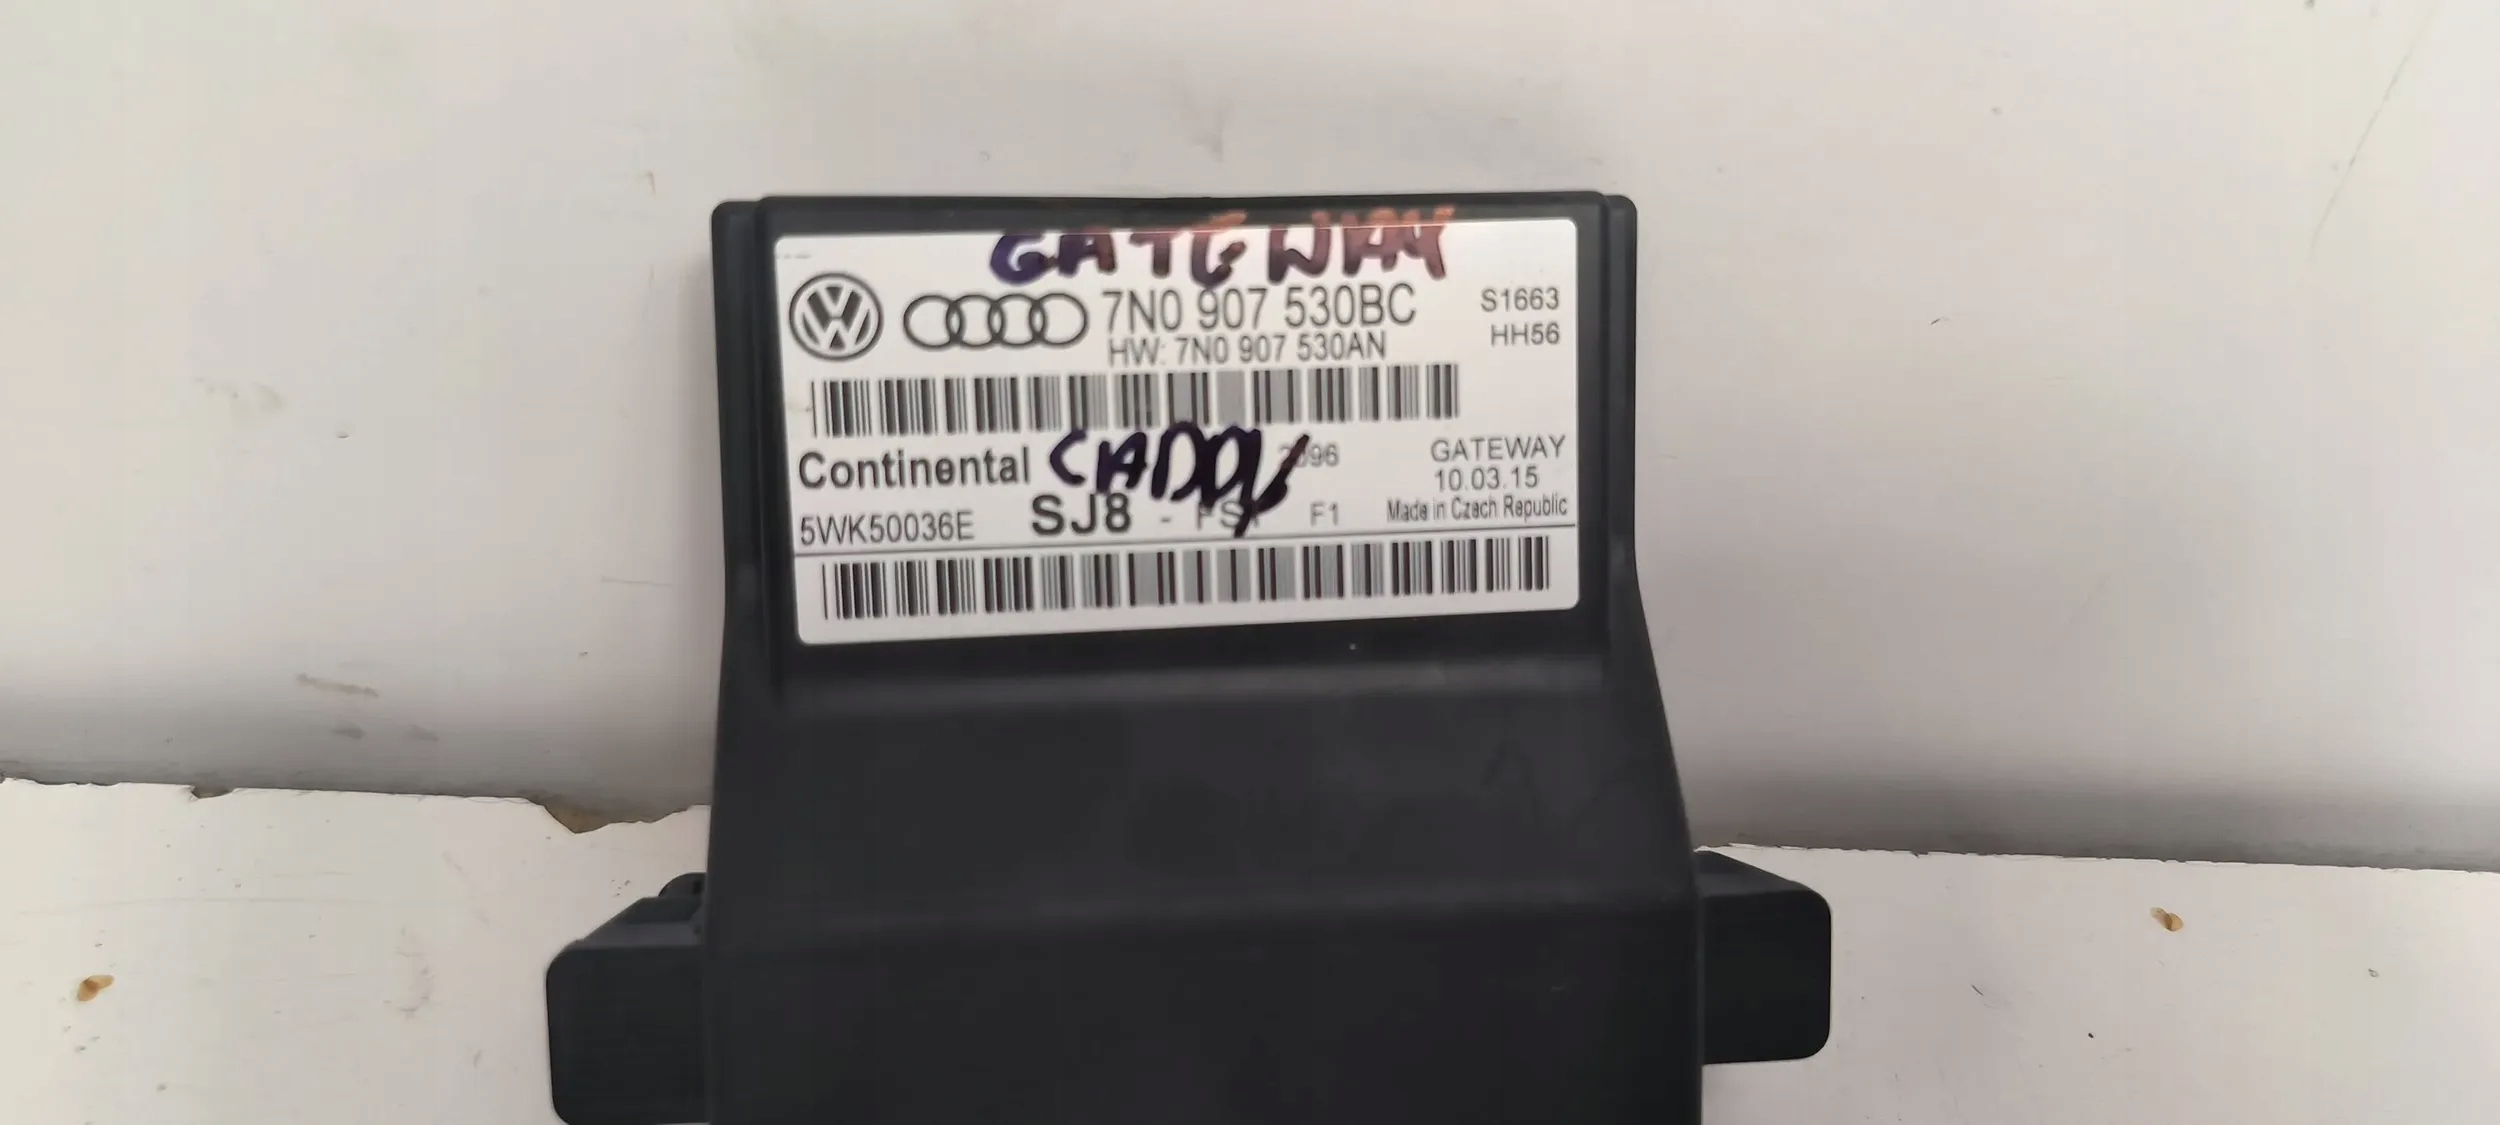 GATEWAY
7N0 907 530BC S1663
HW: 7N0 907 530AN HH56
Continental CADDY GATEWAY
10.03.15
5WK50036E SJ8 - F1 Made in Czech Republic